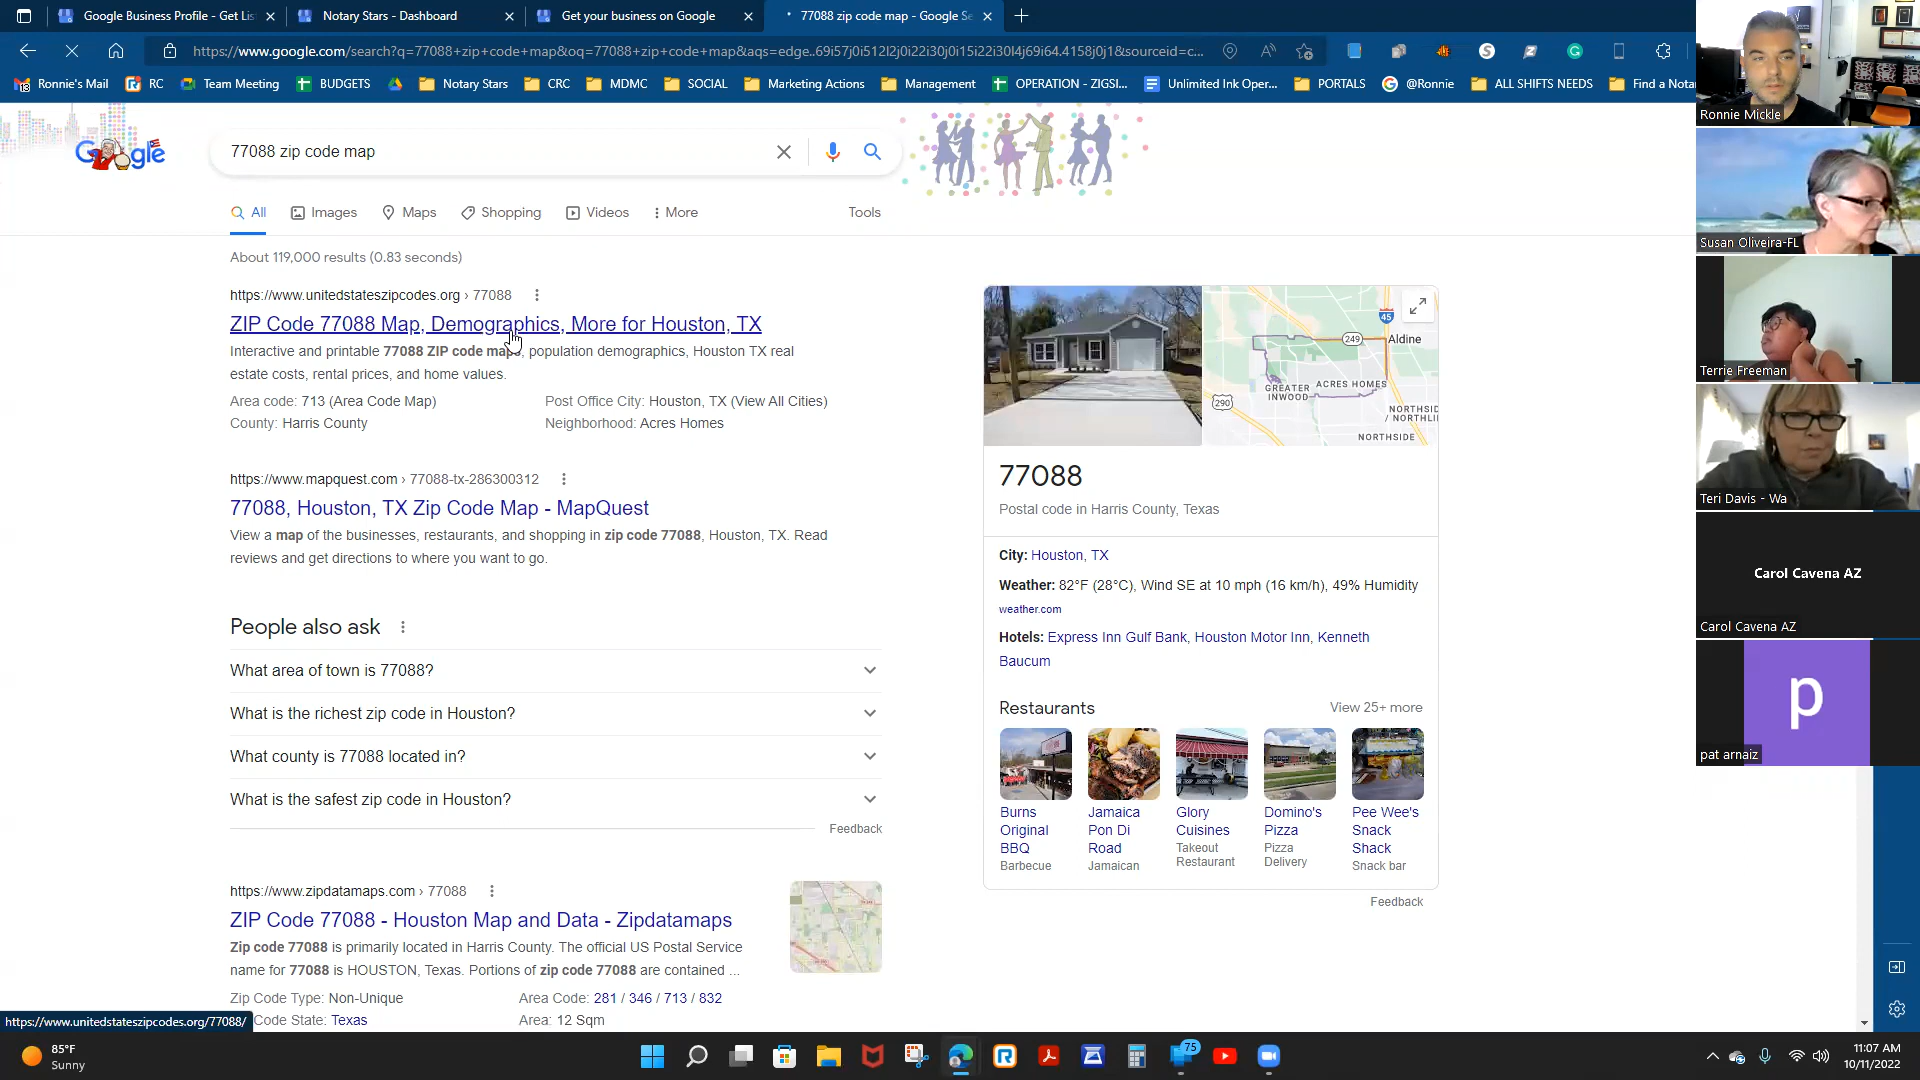 Google Business Profile - Get Lis
Notary Stars - Dashboard
Get your business on Google
77088 zip code map - Google Se
https://www.google.com/search?q=77088+zip+code+map&oq=77088+zip+code+map&aqs=edge..69i57j0i512l2j0i22i30j0i15i22i30l4j69i64.4158j0j1&sourceid=c...
Ronnie's Mail
RC
Team Meeting
BUDGETS
Notary Stars
CRC
MDMC
SOCIAL
Marketing Actions
Management
OPERATION - ZIGSI...
Unlimited Ink Oper...
PORTALS
@Ronnie
ALL SHIFTS NEEDS
Find a Nota
Google
77088 zip code map
All
Images
Maps
Shopping
Videos
More
Tools
About 119,000 results (0.83 seconds)
https://www.unitedstateszipcodes.org › 77088
ZIP Code 77088 Map, Demographics, More for Houston, TX
Interactive and printable 77088 ZIP code maps, population demographics, Houston TX real
estate costs, rental prices, and home values.
Area code: 713 (Area Code Map)
Post Office City: Houston, TX (View All Cities)
County: Harris County
Neighborhood: Acres Homes
https://www.mapquest.com › 77088-tx-286300312
77088, Houston, TX Zip Code Map - MapQuest
View a map of the businesses, restaurants, and shopping in zip code 77088, Houston, TX. Read
reviews and get directions to where you want to go.
People also ask
What area of town is 77088?
What is the richest zip code in Houston?
What county is 77088 located in?
What is the safest zip code in Houston?
Feedback
https://www.zipdatamaps.com › 77088
ZIP Code 77088 - Houston Map and Data - Zipdatamaps
Zip code 77088 is primarily located in Harris County. The official US Postal Service
name for 77088 is HOUSTON, Texas. Portions of zip code 77088 are contained ...
Zip Code Type: Non-Unique
Area Code: 281 / 346 / 713 / 832
Code State: Texas
Area: 12 Sqm
https://www.unitedstateszipcodes.org/77088/
45
249
Aldine
GREATER
INWOOD
ACRES HOMES
290
NORTHSID
/ NORTHLIN
NORTHSIDE
77088
Postal code in Harris County, Texas
City: Houston, TX
Weather: 82°F (28°C), Wind SE at 10 mph (16 km/h), 49% Humidity
weather.com
Hotels: Express Inn Gulf Bank, Houston Motor Inn, Kenneth
Baucum
Restaurants
View 25+ more
Burns
Original
BBQ
Barbecue
Jamaica
Pon Di
Road
Jamaican
Glory
Cuisines
Takeout
Restaurant
Domino's
Pizza
Pizza
Delivery
Pee Wee's
Snack
Shack
Snack bar
Feedback
Ronnie Mickle
Susan Oliveira-FL
Terrie Freeman
Teri Davis - Wa
Carol Cavena AZ
Carol Cavena AZ
p
pat arnaiz
85°F
Sunny
75
11:07 AM
10/11/2022